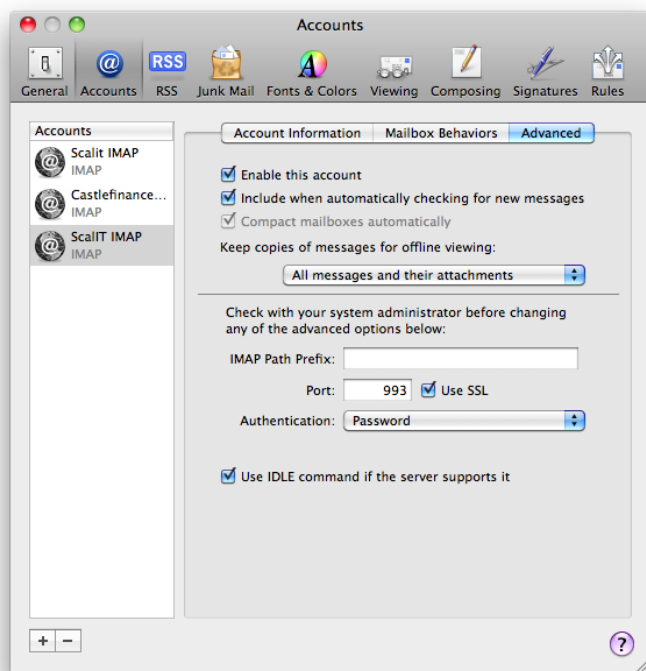 Accounts
General Accounts RSS Junk Mail Fonts & Colors Viewing Composing Signatures Rules
RSS
Accounts
Scalit IMAP
IMAP
Castlefinance...
IMAP
ScalIT IMAP
IMAP
Account Information Mailbox Behaviors Advanced
Enable this account
Include when automatically checking for new messages
Compact mailboxes automatically
Keep copies of messages for offline viewing:
All messages and their attachments
Check with your system administrator before changing
any of the advanced options below:
IMAP Path Prefix:
Port: 993 Use SSL
Authentication: Password
Use IDLE command if the server supports it
+ − ?